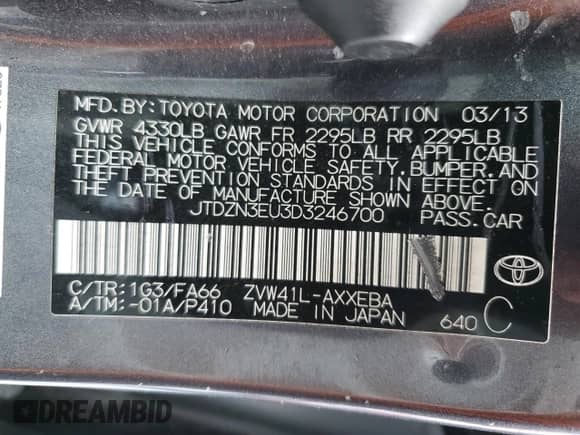 MFD.BY:TOYOTA MOTOR CORPORATION 03/13
GVWR 4330LB GAWR FR 2295LB RR 2295LB
THIS VEHICLE CONFORMS TO ALL APPLICABLE
FEDERAL MOTOR VEHICLE SAFETY,BUMPER,AND
THEFT PREVENTION STANDARDS IN EFFECT ON
THE DATE OF MANUFACTURE SHOWN ABOVE.
JTDZN3EU3D3246700 PASS.CAR
C/TR:1G3/FA66 ZVW41L-AXXEBA
A/TM:-01A/P410 MADE IN JAPAN 640 C
TOYOTA
DREAMBID